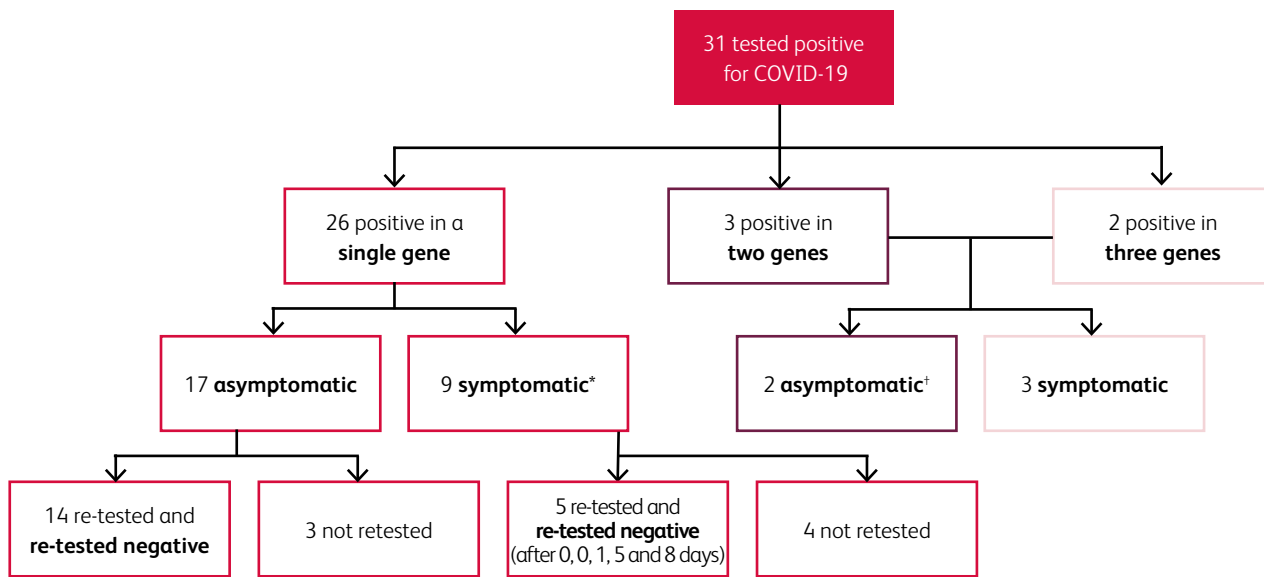 31 tested positive
for COVID-19
26 positive in a
single gene
3 positive in
two genes
2 positive in
three genes
17 asymptomatic
9 symptomatic*
2 asymptomatic†
3 symptomatic
14 re-tested and
re-tested negative
3 not retested
5 re-tested and
re-tested negative
(after 0, 0, 1, 5 and 8 days)
4 not retested